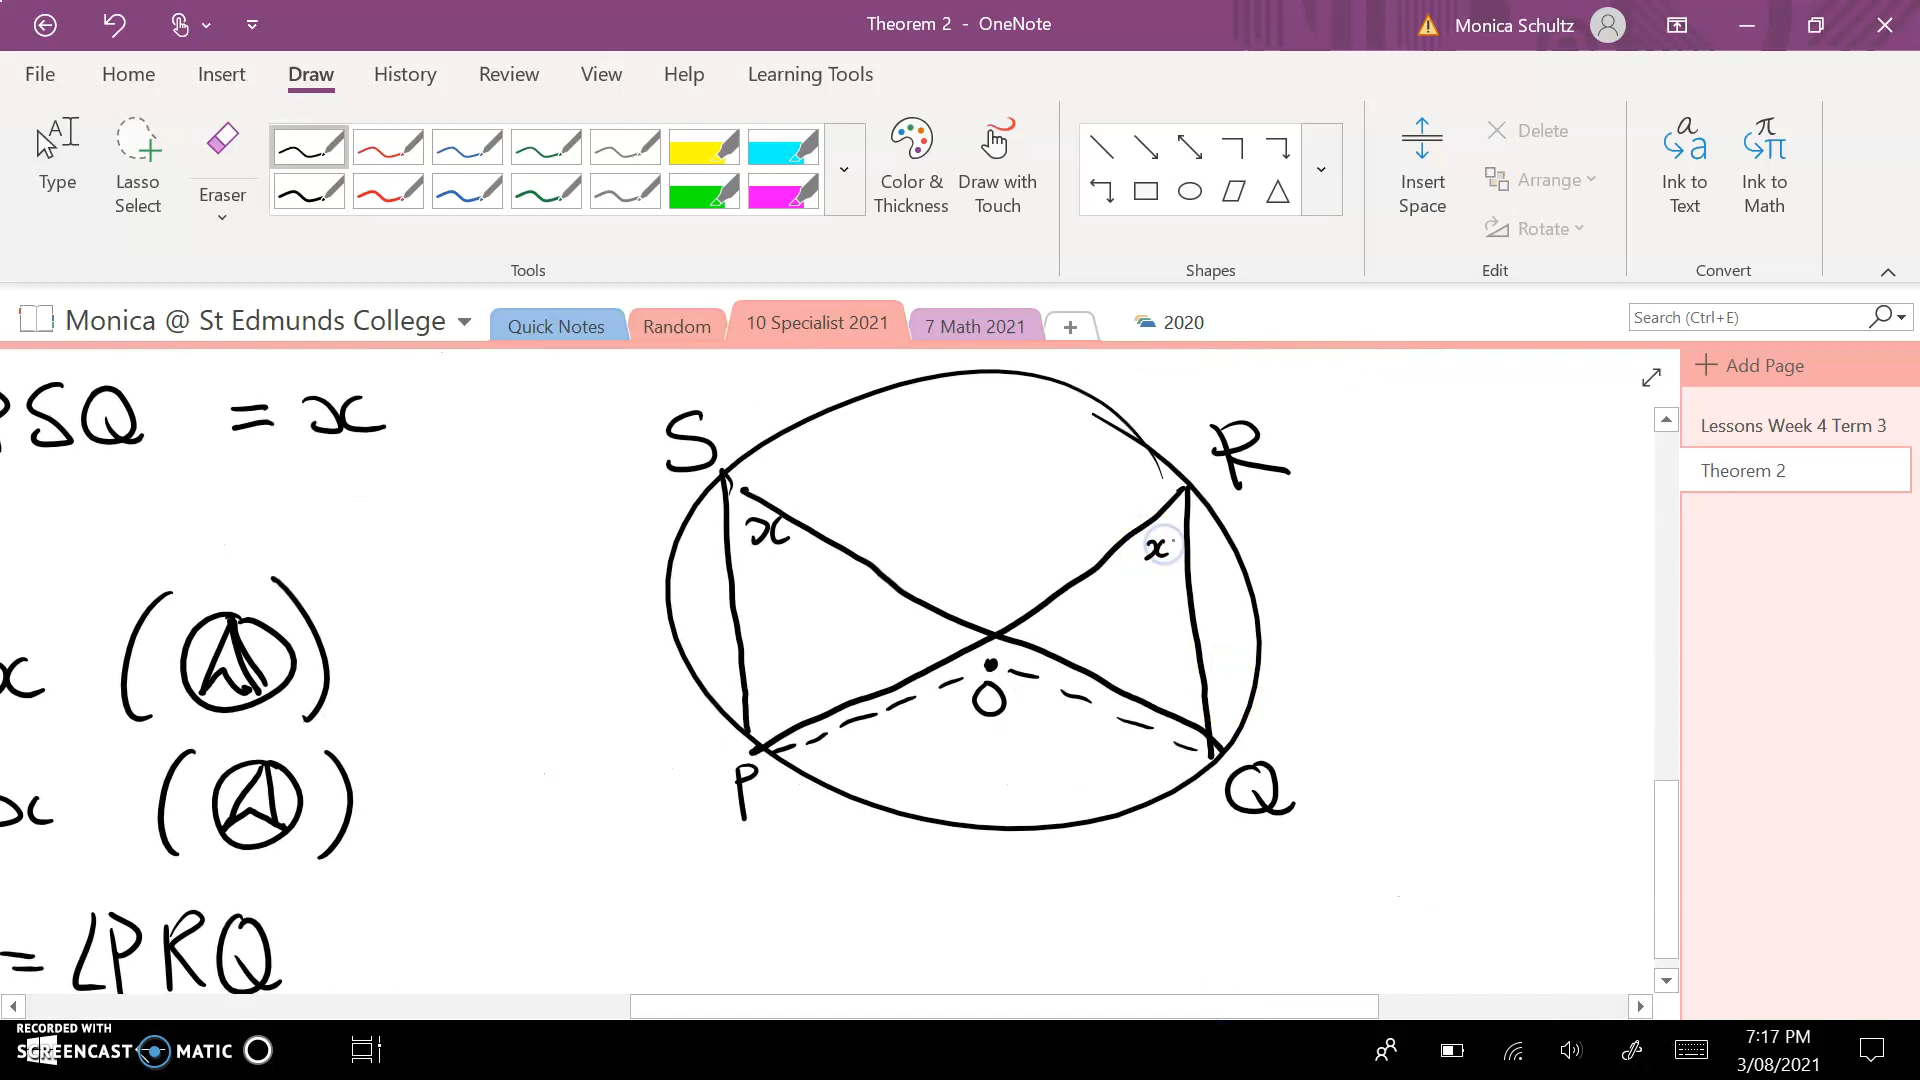 Theorem 2 - OneNote
Monica Schultz
File Home Insert Draw History Review View Help Learning Tools
Type
Lasso Select
Eraser
Color & Thickness
Draw with Touch
Insert Space
Delete
Arrange
Rotate
Ink to Text
Ink to Math
Tools
Shapes
Edit
Convert
Monica @ St Edmunds College
Quick Notes
Random
10 Specialist 2021
7 Math 2021
2020
Search (Ctrl+E)
Add Page
Lessons Week 4 Term 3
Theorem 2
PSQ = x
S
R
x
x
O
x
P
Q
x
= ∠PRQ
RECORDED WITH
SCREENCAST MATIC
7:17 PM
3/08/2021